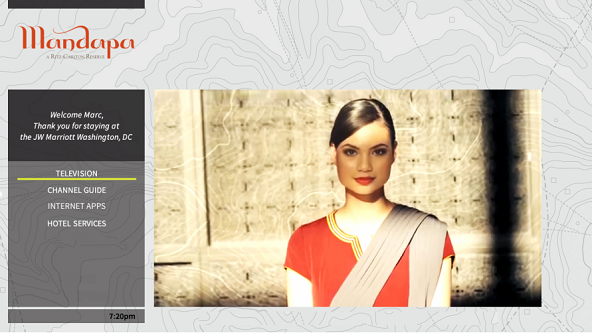 Mandapa
A RITZ-CARLTON RESERVE
Welcome Marc,
Thank you for staying at
the JW Marriott Washington, DC
TELEVISION
CHANNEL GUIDE
INTERNET APPS
HOTEL SERVICES
7:20pm